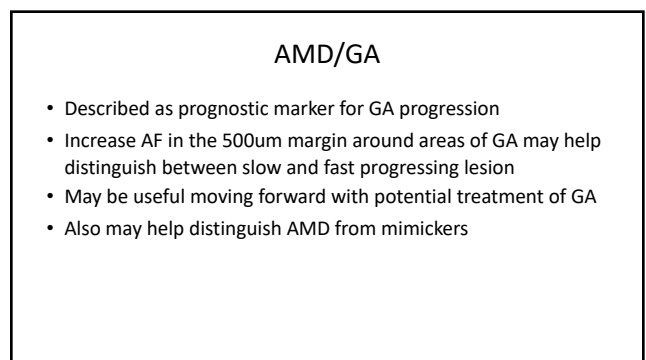 AMD/GA
• Described as prognostic marker for GA progression
• Increase AF in the 500um margin around areas of GA may help
distinguish between slow and fast progressing lesion
• May be useful moving forward with potential treatment of GA
• Also may help distinguish AMD from mimickers